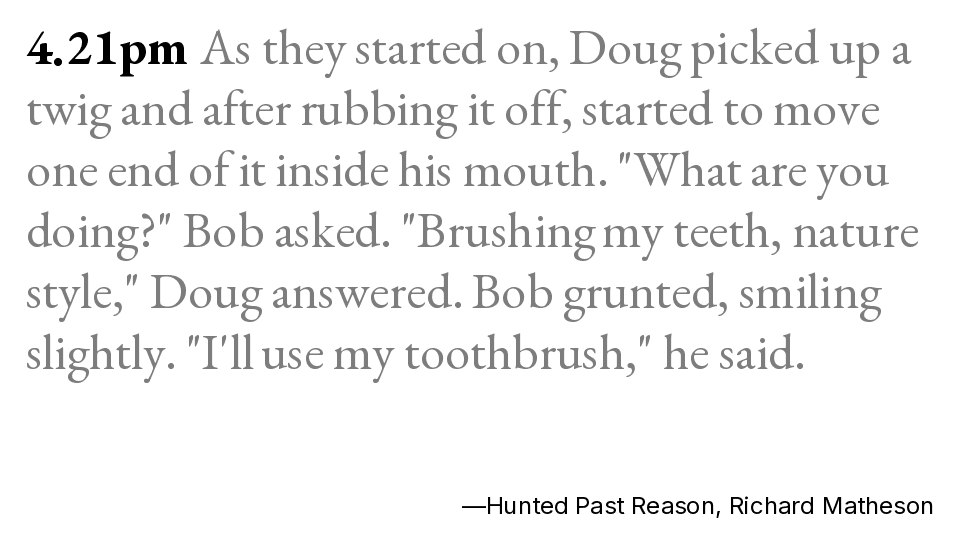 4.21pm As they started on, Doug picked up a
twig and after rubbing it off, started to move
one end of it inside his mouth. "What are you
doing?" Bob asked. "Brushing my teeth, nature
style," Doug answered. Bob grunted, smiling
slightly. "I'll use my toothbrush," he said.
—Hunted Past Reason, Richard Matheson